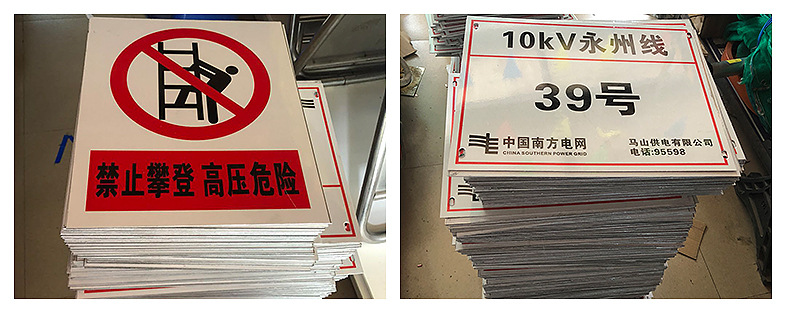 禁止攀登 高压危险
10kV永州线
39号
中国南方电网
CHINA SOUTHERN POWER GRID
马山供电有限公司
电话:95598